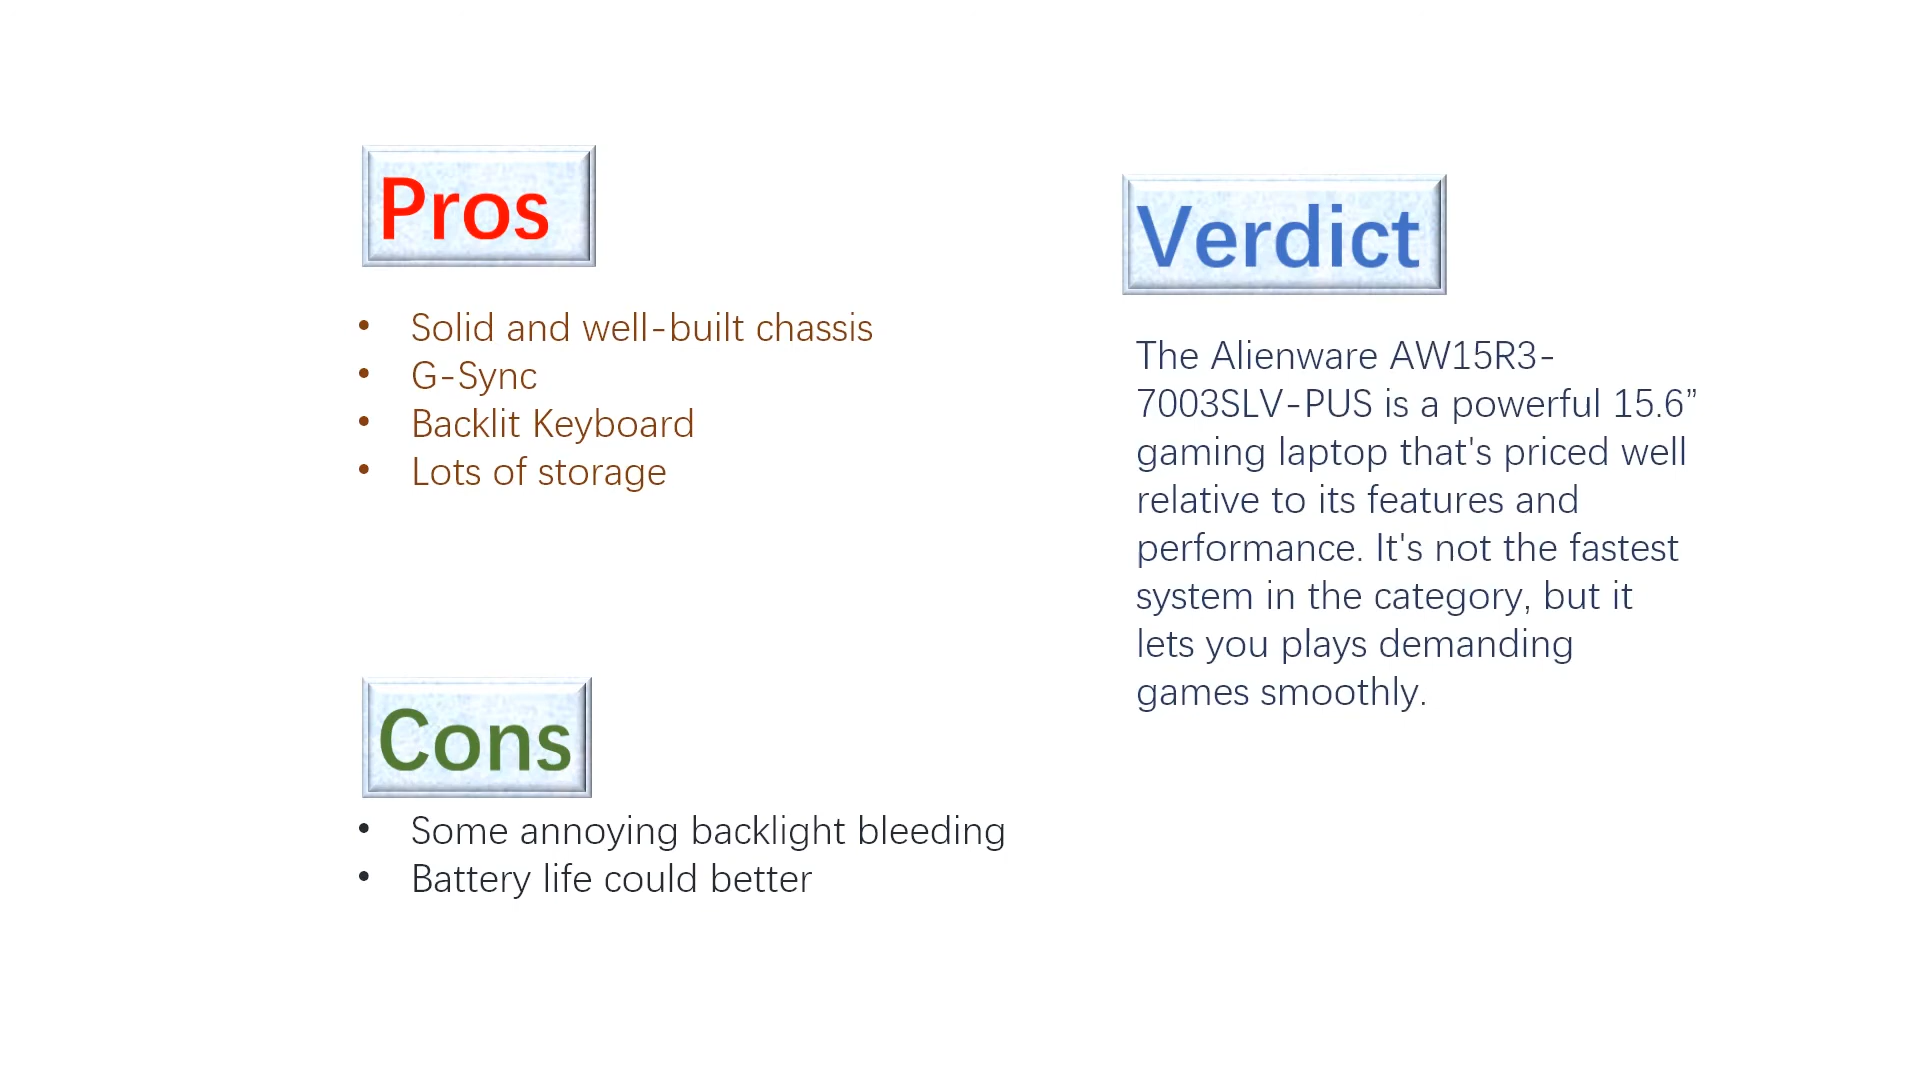 Pros
• Solid and well-built chassis
• G-Sync
• Backlit Keyboard
• Lots of storage
Cons
• Some annoying backlight bleeding
• Battery life could better
Verdict
The Alienware AW15R3-
7003SLV-PUS is a powerful 15.6”
gaming laptop that's priced well
relative to its features and
performance. It's not the fastest
system in the category, but it
lets you plays demanding
games smoothly.